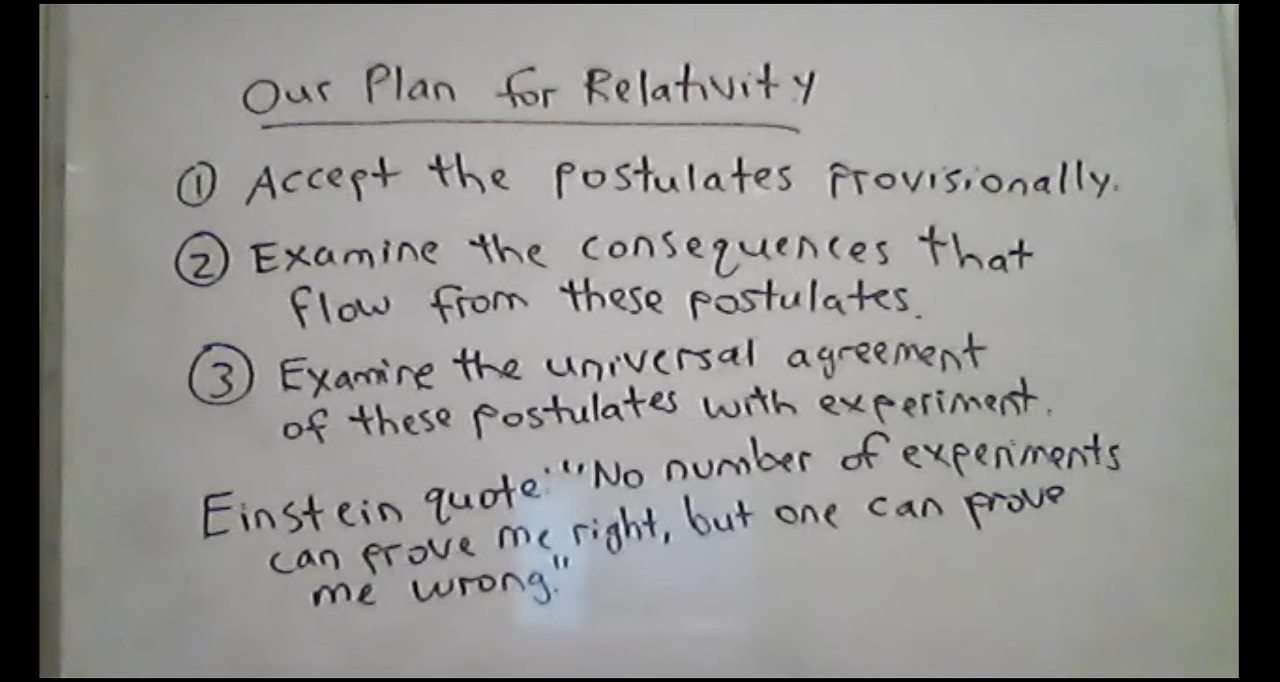 Our Plan for Relativity
① Accept the postulates provisionally.
② Examine the consequences that
flow from these postulates.
③ Examine the universal agreement
of these postulates with experiment.
Einstein quote: "No number of experiments
can prove me right, but one can prove
me wrong."